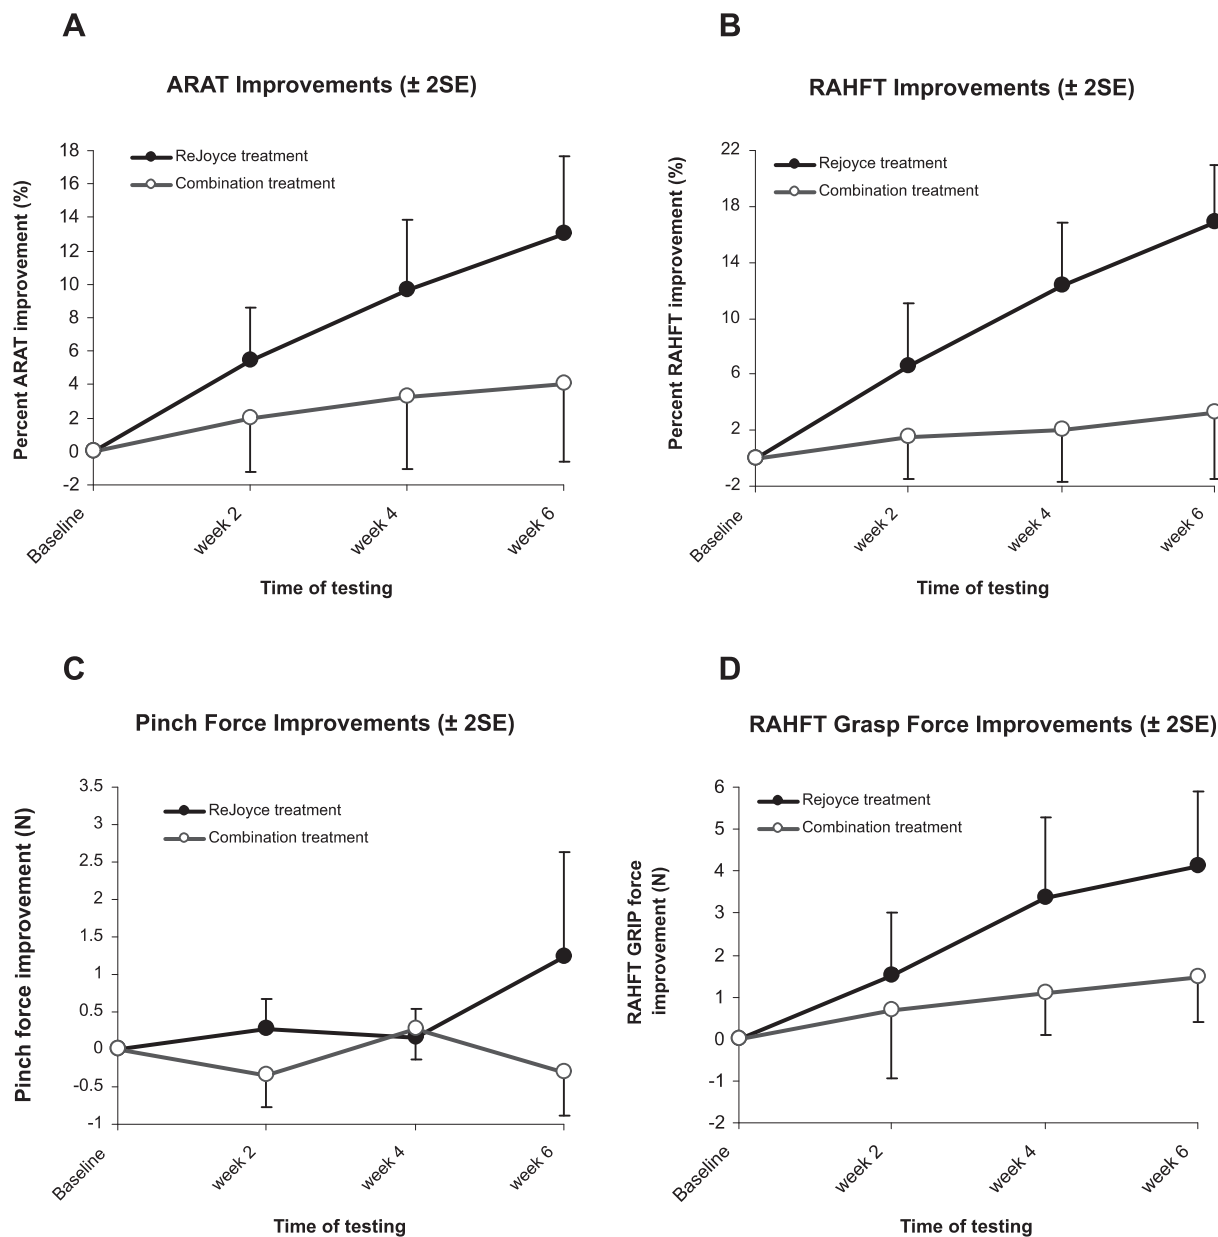 A
ARAT Improvements (± 2SE)
Percent ARAT improvement (%)
18
16
14
12
10
8
6
4
2
0
-2
ReJoyce treatment
Combination treatment
Baseline
week 2
week 4
week 6
Time of testing
B
RAHFT Improvements (± 2SE)
Percent RAHFT improvement (%)
22
18
14
10
6
2
-2
Rejoyce treatment
Combination treatment
Baseline
week 2
week 4
week 6
Time of testing
C
Pinch Force Improvements (± 2SE)
Pinch force improvement (N)
3.5
3
2.5
2
1.5
1
0.5
0
-0.5
-1
ReJoyce treatment
Combination treatment
Baseline
week 2
week 4
week 6
Time of testing
D
RAHFT Grasp Force Improvements (± 2SE)
RAHFT GRIP force
improvement (N)
6
5
4
3
2
1
0
-1
-2
Rejoyce treatment
Combination treatment
Baseline
week 2
week 4
week 6
Time of testing